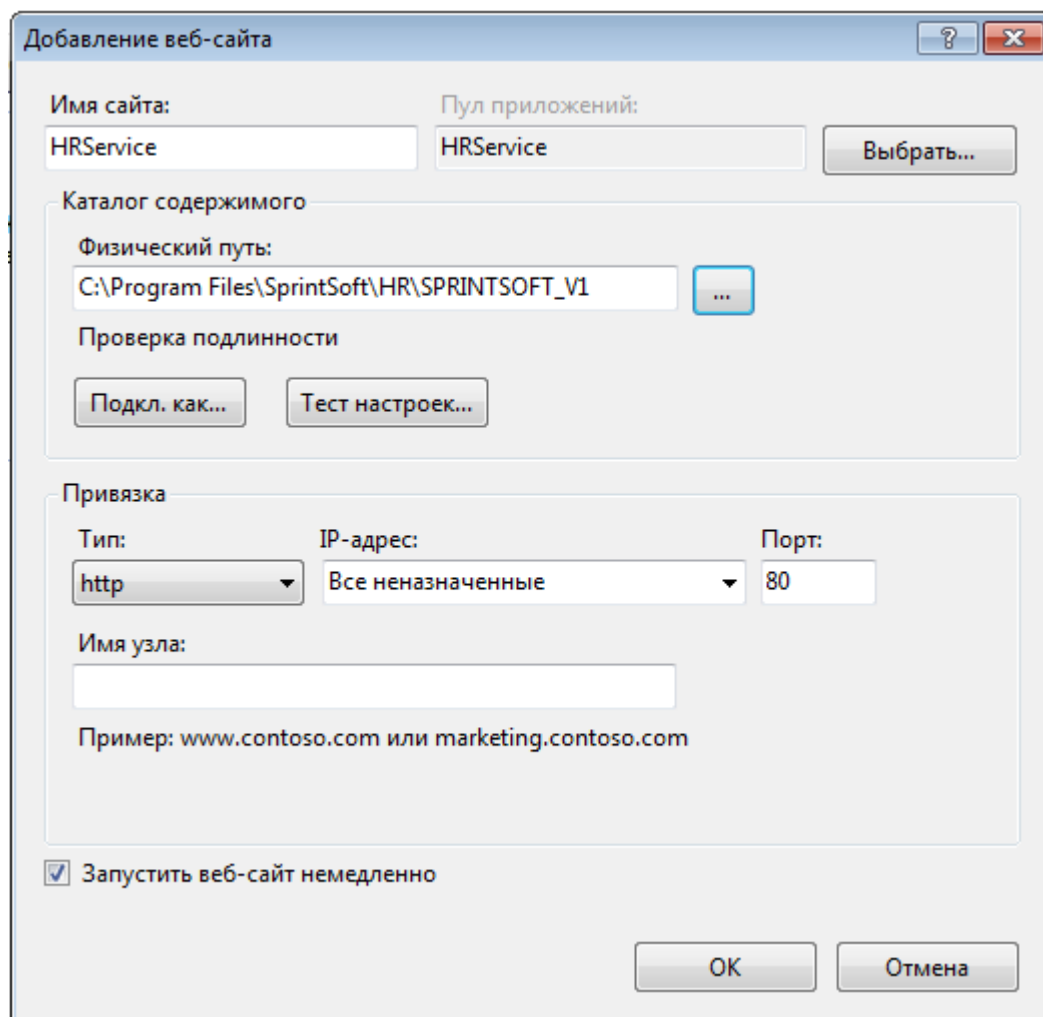 Добавление веб-сайта
Имя сайта: Пул приложений:
HRService HRService Выбрать...
Каталог содержимого
Физический путь:
C:\Program Files\SprintSoft\HR\SPRINTSOFT_V1 ...
Проверка подлинности
Подкл. как... Тест настроек...
Привязка
Тип: IP-адрес: Порт:
http Все неназначенные 80
Имя узла:
Пример: www.contoso.com или marketing.contoso.com
Запустить веб-сайт немедленно
OK Отмена